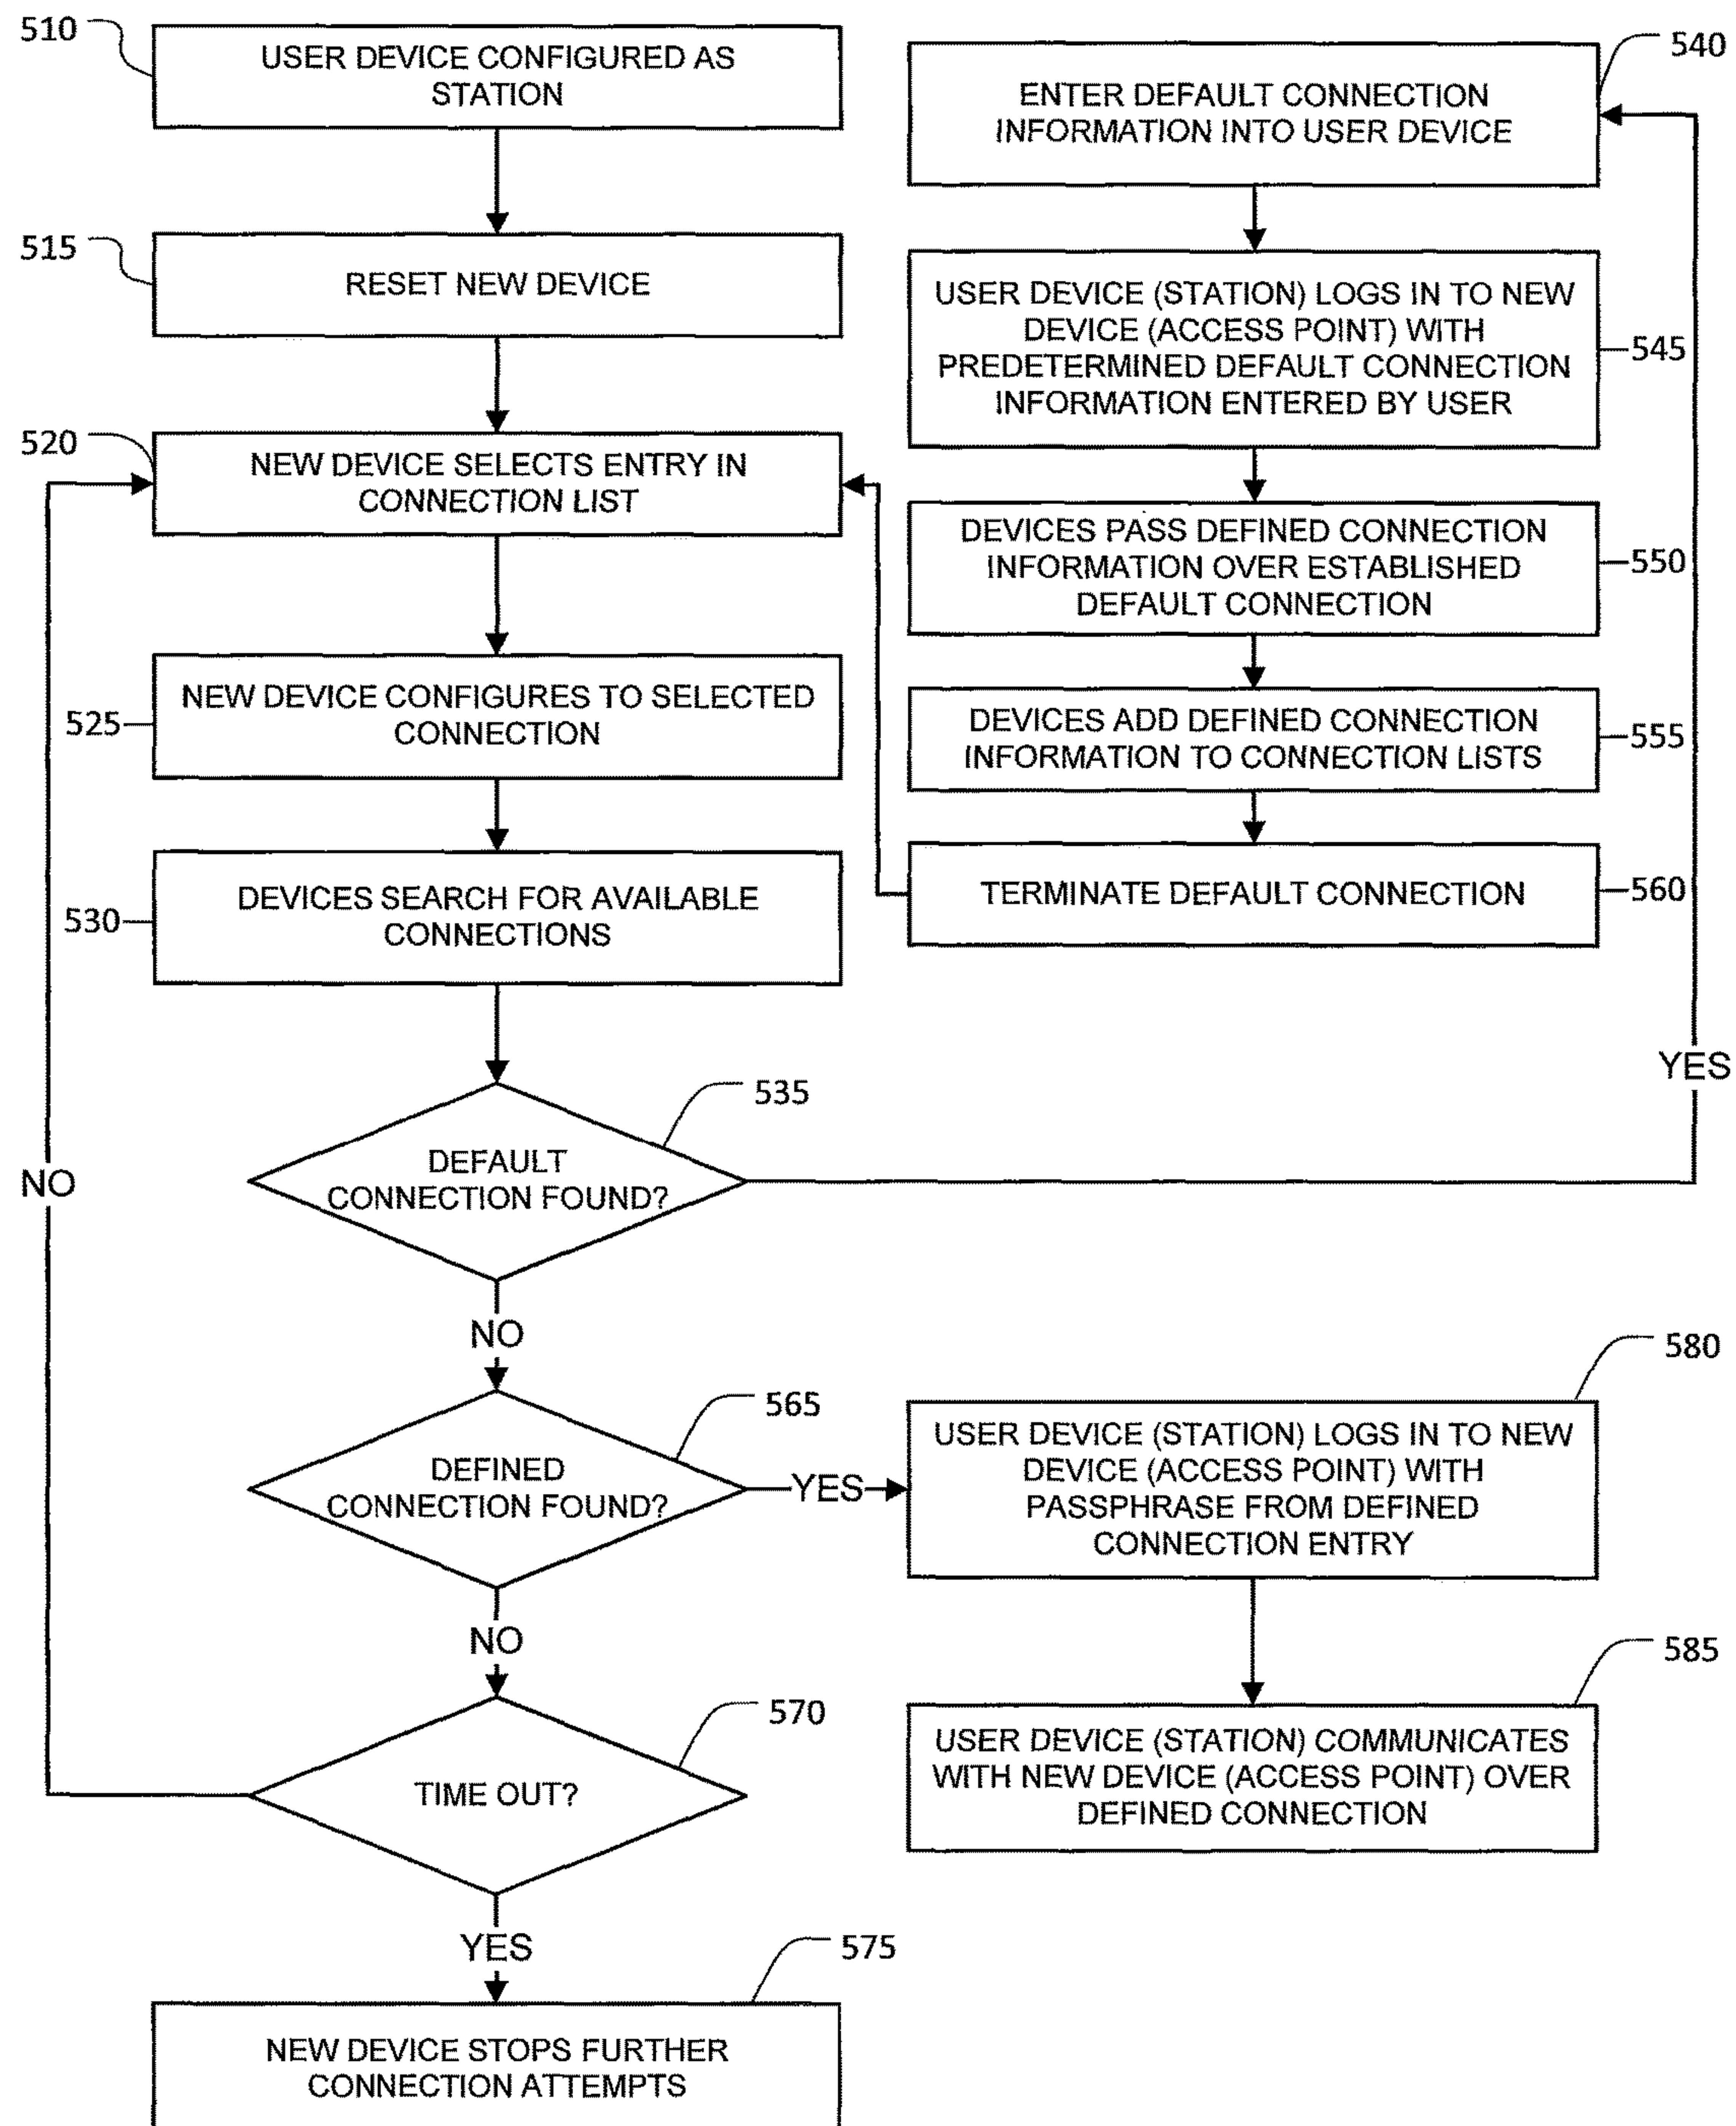 510
USER DEVICE CONFIGURED AS
STATION
515
RESET NEW DEVICE
520
NEW DEVICE SELECTS ENTRY IN
CONNECTION LIST
525
NEW DEVICE CONFIGURES TO SELECTED
CONNECTION
530
DEVICES SEARCH FOR AVAILABLE
CONNECTIONS
535
DEFAULT
CONNECTION FOUND?
YES
540
ENTER DEFAULT CONNECTION
INFORMATION INTO USER DEVICE
545
USER DEVICE (STATION) LOGS IN TO NEW
DEVICE (ACCESS POINT) WITH
PREDETERMINED DEFAULT CONNECTION
INFORMATION ENTERED BY USER
550
DEVICES PASS DEFINED CONNECTION
INFORMATION OVER ESTABLISHED
DEFAULT CONNECTION
555
DEVICES ADD DEFINED CONNECTION
INFORMATION TO CONNECTION LISTS
560
TERMINATE DEFAULT CONNECTION
NO
565
DEFINED
CONNECTION FOUND?
YES
580
USER DEVICE (STATION) LOGS IN TO NEW
DEVICE (ACCESS POINT) WITH
PASSPHRASE FROM DEFINED
CONNECTION ENTRY
585
USER DEVICE (STATION) COMMUNICATES
WITH NEW DEVICE (ACCESS POINT) OVER
DEFINED CONNECTION
NO
570
TIME OUT?
NO
YES
575
NEW DEVICE STOPS FURTHER
CONNECTION ATTEMPTS